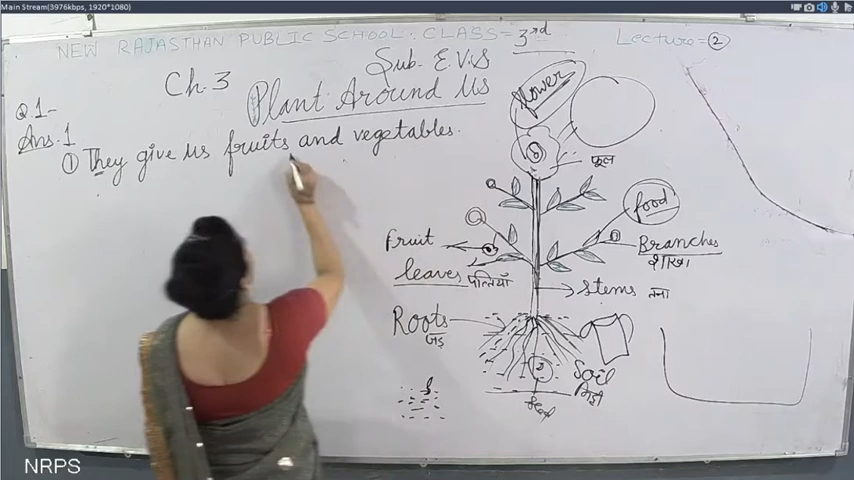 Main Stream(3976kbps, 1920*1080)
NEW RAJASTHAN PUBLIC SCHOOL: CLASS = 3rd
Lecture = 2
Sub- E.V.S
Ch. 3
Plant Around Us
Q.1-
Ans.1
① They give us fruits and vegetables.
flower
फूल
food
Fruit
Branches
शाखा
leaves पत्तियाँ
Stems तना
Roots
जड़
Soil
मिट्टी
NRPS